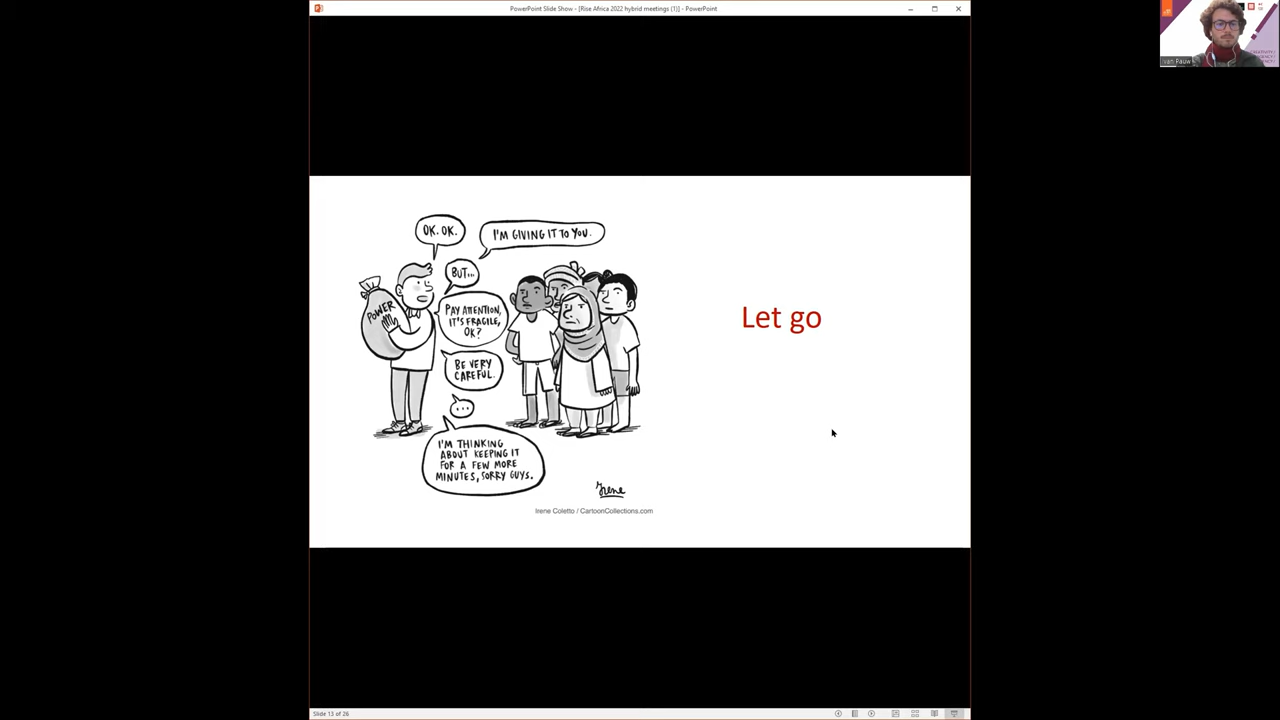 PowerPoint Slide Show - [Rise Africa 2022 hybrid meetings (1)] - PowerPoint
OK. OK.
I'M GIVING IT TO YOU.
BUT...
POWER
PAY ATTENTION,
IT'S FRAGILE,
OK?
BE VERY
CAREFUL.
...
I'M THINKING
ABOUT KEEPING IT
FOR A FEW MORE
MINUTES, SORRY GUYS.
Irene
Irene Coletto / CartoonCollections.com
Let go
Slide 13 of 26